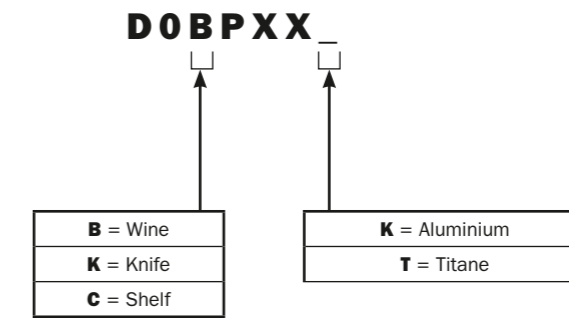 D0BPXX_
B = Wine
K = Knife
C = Shelf
K = Aluminium
T = Titane